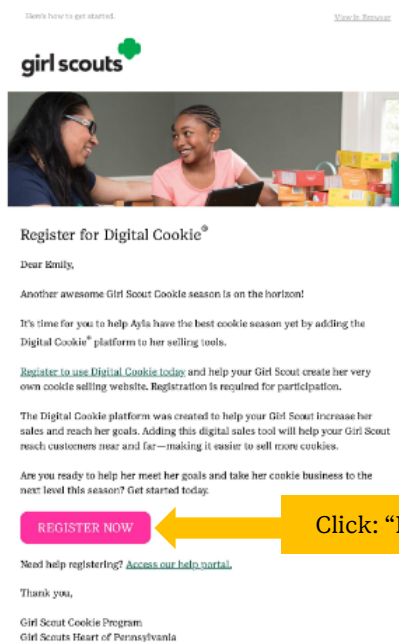 Here's how to get started.
View In Browser
girl scouts
Register for Digital Cookie®
Dear Emily,
Another awesome Girl Scout Cookie season is on the horizon!
It's time for you to help Ayla have the best cookie season yet by adding the
Digital Cookie® platform to her selling tools.
Register to use Digital Cookie today and help your Girl Scout create her very
own cookie selling website. Registration is required for participation.
The Digital Cookie platform was created to help your Girl Scout increase her
sales and reach her goals. Adding this digital sales tool will help your Girl Scout
reach customers near and far—making it easier to sell more cookies.
Are you ready to help her meet her goals and take her cookie business to the
next level this season? Get started today.
REGISTER NOW
Click: “
Need help registering? Access our help portal.
Thank you,
Girl Scout Cookie Program
Girl Scouts Heart of Pennsylvania